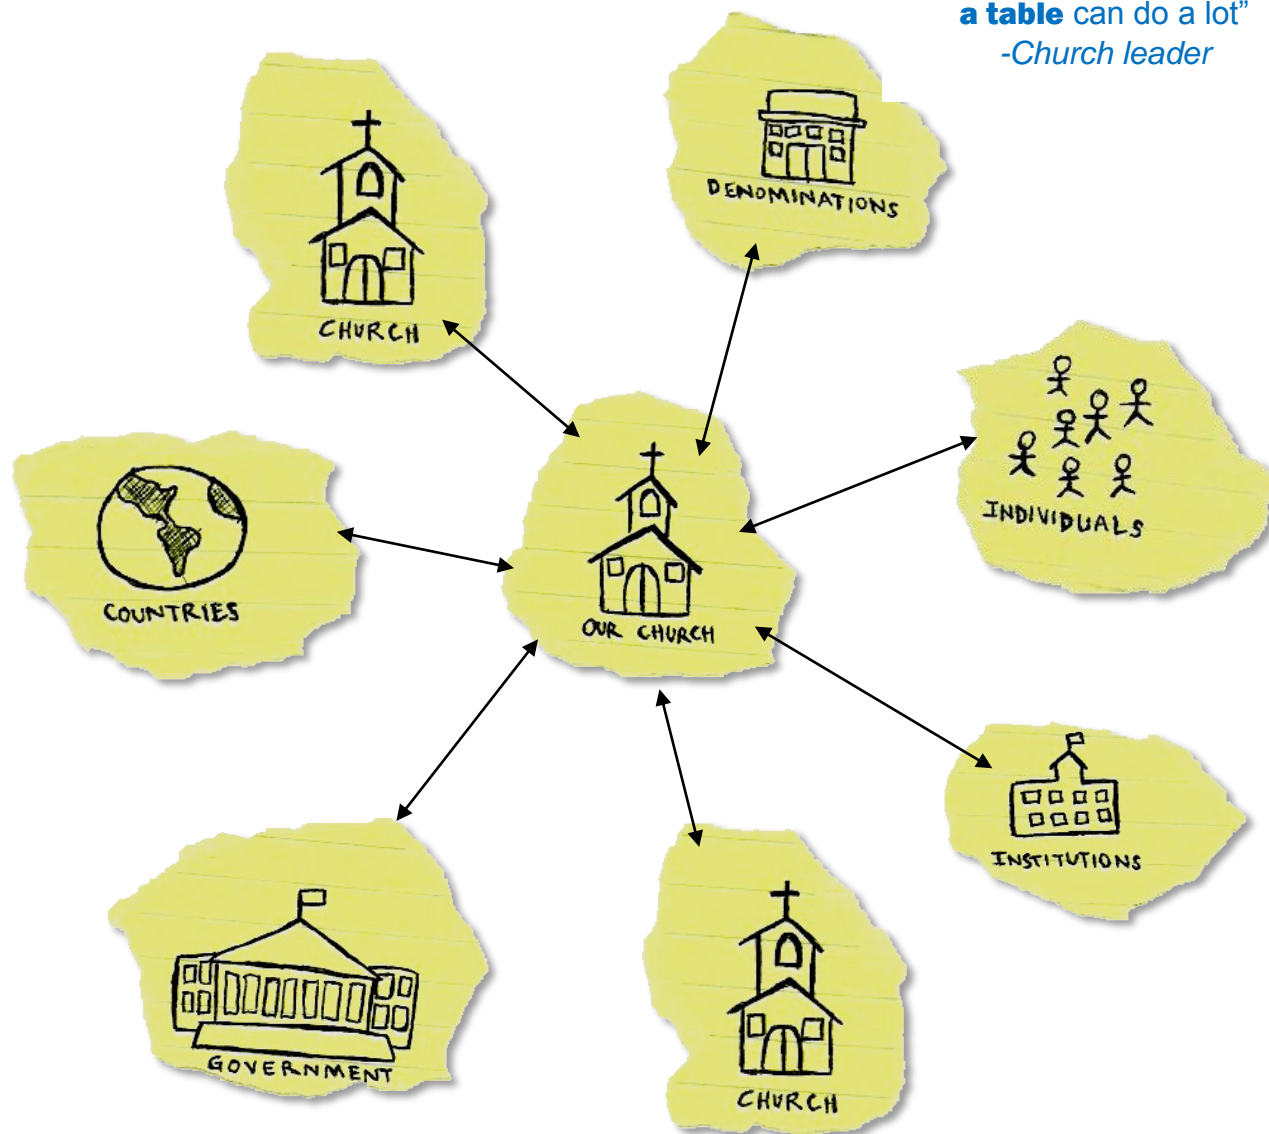 a table can do a lot”
-Church leader
DENOMINATIONS
CHURCH
INDIVIDUALS
COUNTRIES
OUR CHURCH
INSTITUTIONS
GOVERNMENT
CHURCH